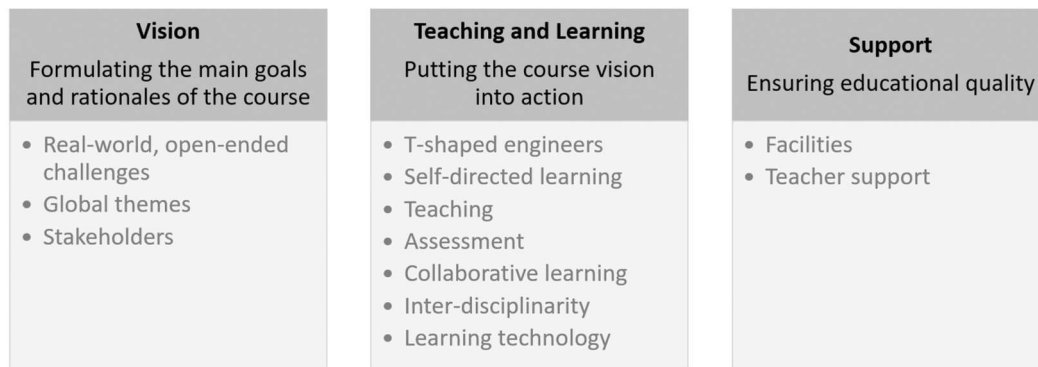 Vision
Formulating the main goals
and rationales of the course
• Real-world, open-ended
challenges
• Global themes
• Stakeholders
Teaching and Learning
Putting the course vision
into action
• T-shaped engineers
• Self-directed learning
• Teaching
• Assessment
• Collaborative learning
• Inter-disciplinarity
• Learning technology
Support
Ensuring educational quality
• Facilities
• Teacher support